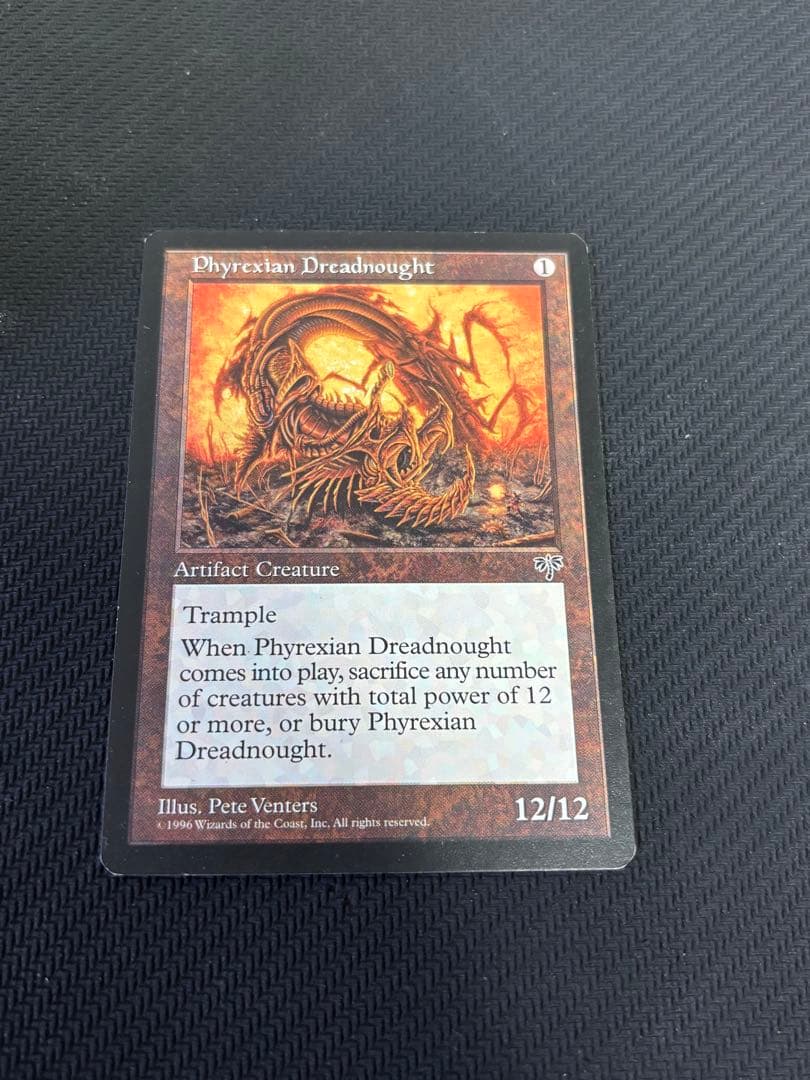 Phyrexian Dreadnought 1
Artifact Creature
Trample
When Phyrexian Dreadnought
comes into play, sacrifice any number
of creatures with total power of 12
or more, or bury Phyrexian
Dreadnought.
Illus. Pete Venters
©1996 Wizards of the Coast, Inc. All rights reserved.
12/12